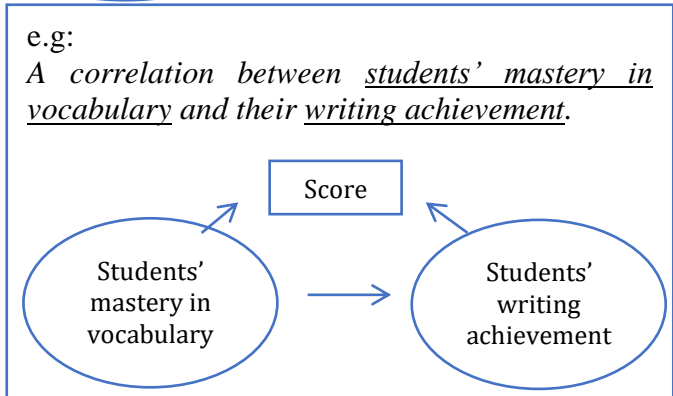 e.g:
A correlation between students’ mastery in
vocabulary and their writing achievement.
Score
Students’
mastery in
vocabulary
Students’
writing
achievement